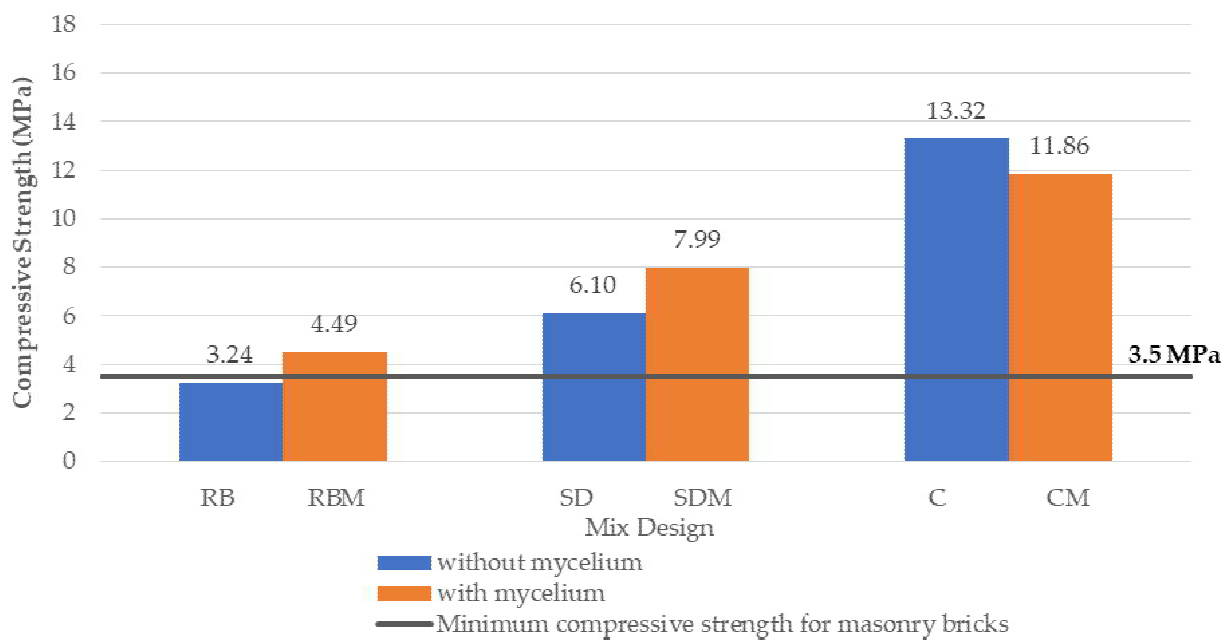 18
16
14
12
10
8
6
4
2
0
Compressive Strength (MPa)
3.24
4.49
6.10
7.99
13.32
11.86
3.5 MPa
RB RBM SD SDM C CM
Mix Design
without mycelium
with mycelium
Minimum compressive strength for masonry bricks